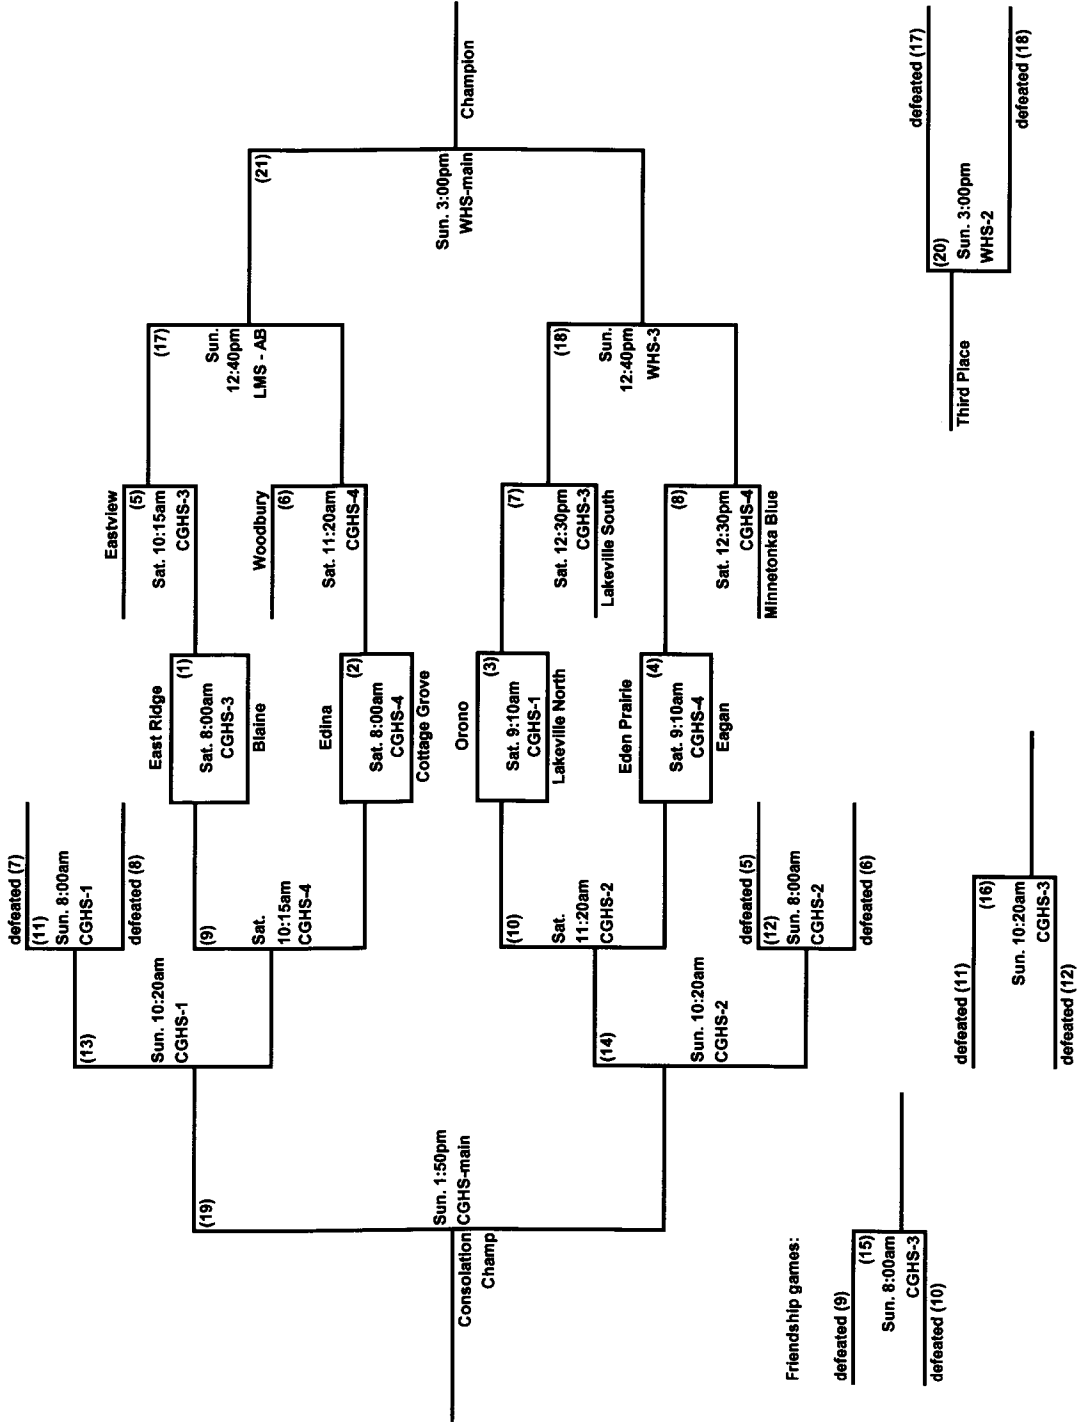 defeated (7)
(11)
Sun. 8:00am
CGHS-1
defeated (8)
(13)
Sun. 10:20am
CGHS-1
(9)
Sat.
10:15am
CGHS-4
East Ridge
(1)
Sat. 8:00am
CGHS-3
Blaine
Edina
(2)
Sat. 8:00am
CGHS-4
Cottage Grove
Eastview
(5)
Sat. 10:15am
CGHS-3
Woodbury
(6)
Sat. 11:20am
CGHS-4
(17)
Sun.
12:40pm
LMS - AB
(21)
Sun. 3:00pm
WHS-main
Champion
(19)
Sun. 1:50pm
CGHS-main
Consolation
Champ
(10)
Sat.
11:20am
CGHS-2
Orono
(3)
Sat. 9:10am
CGHS-1
Lakeville North
Eden Prairie
(4)
Sat. 9:10am
CGHS-4
Eagan
(7)
Sat. 12:30pm
CGHS-3
Lakeville South
(8)
Sat. 12:30pm
CGHS-4
Minnetonka Blue
(18)
Sun.
12:40pm
WHS-3
(14)
Sun. 10:20am
CGHS-2
defeated (5)
(12)
Sun. 8:00am
CGHS-2
defeated (6)
Friendship games:
defeated (9)
(15)
Sun. 8:00am
CGHS-3
defeated (10)
defeated (11)
(16)
Sun. 10:20am
CGHS-3
defeated (12)
defeated (17)
(20)
Sun. 3:00pm
WHS-2
defeated (18)
Third Place